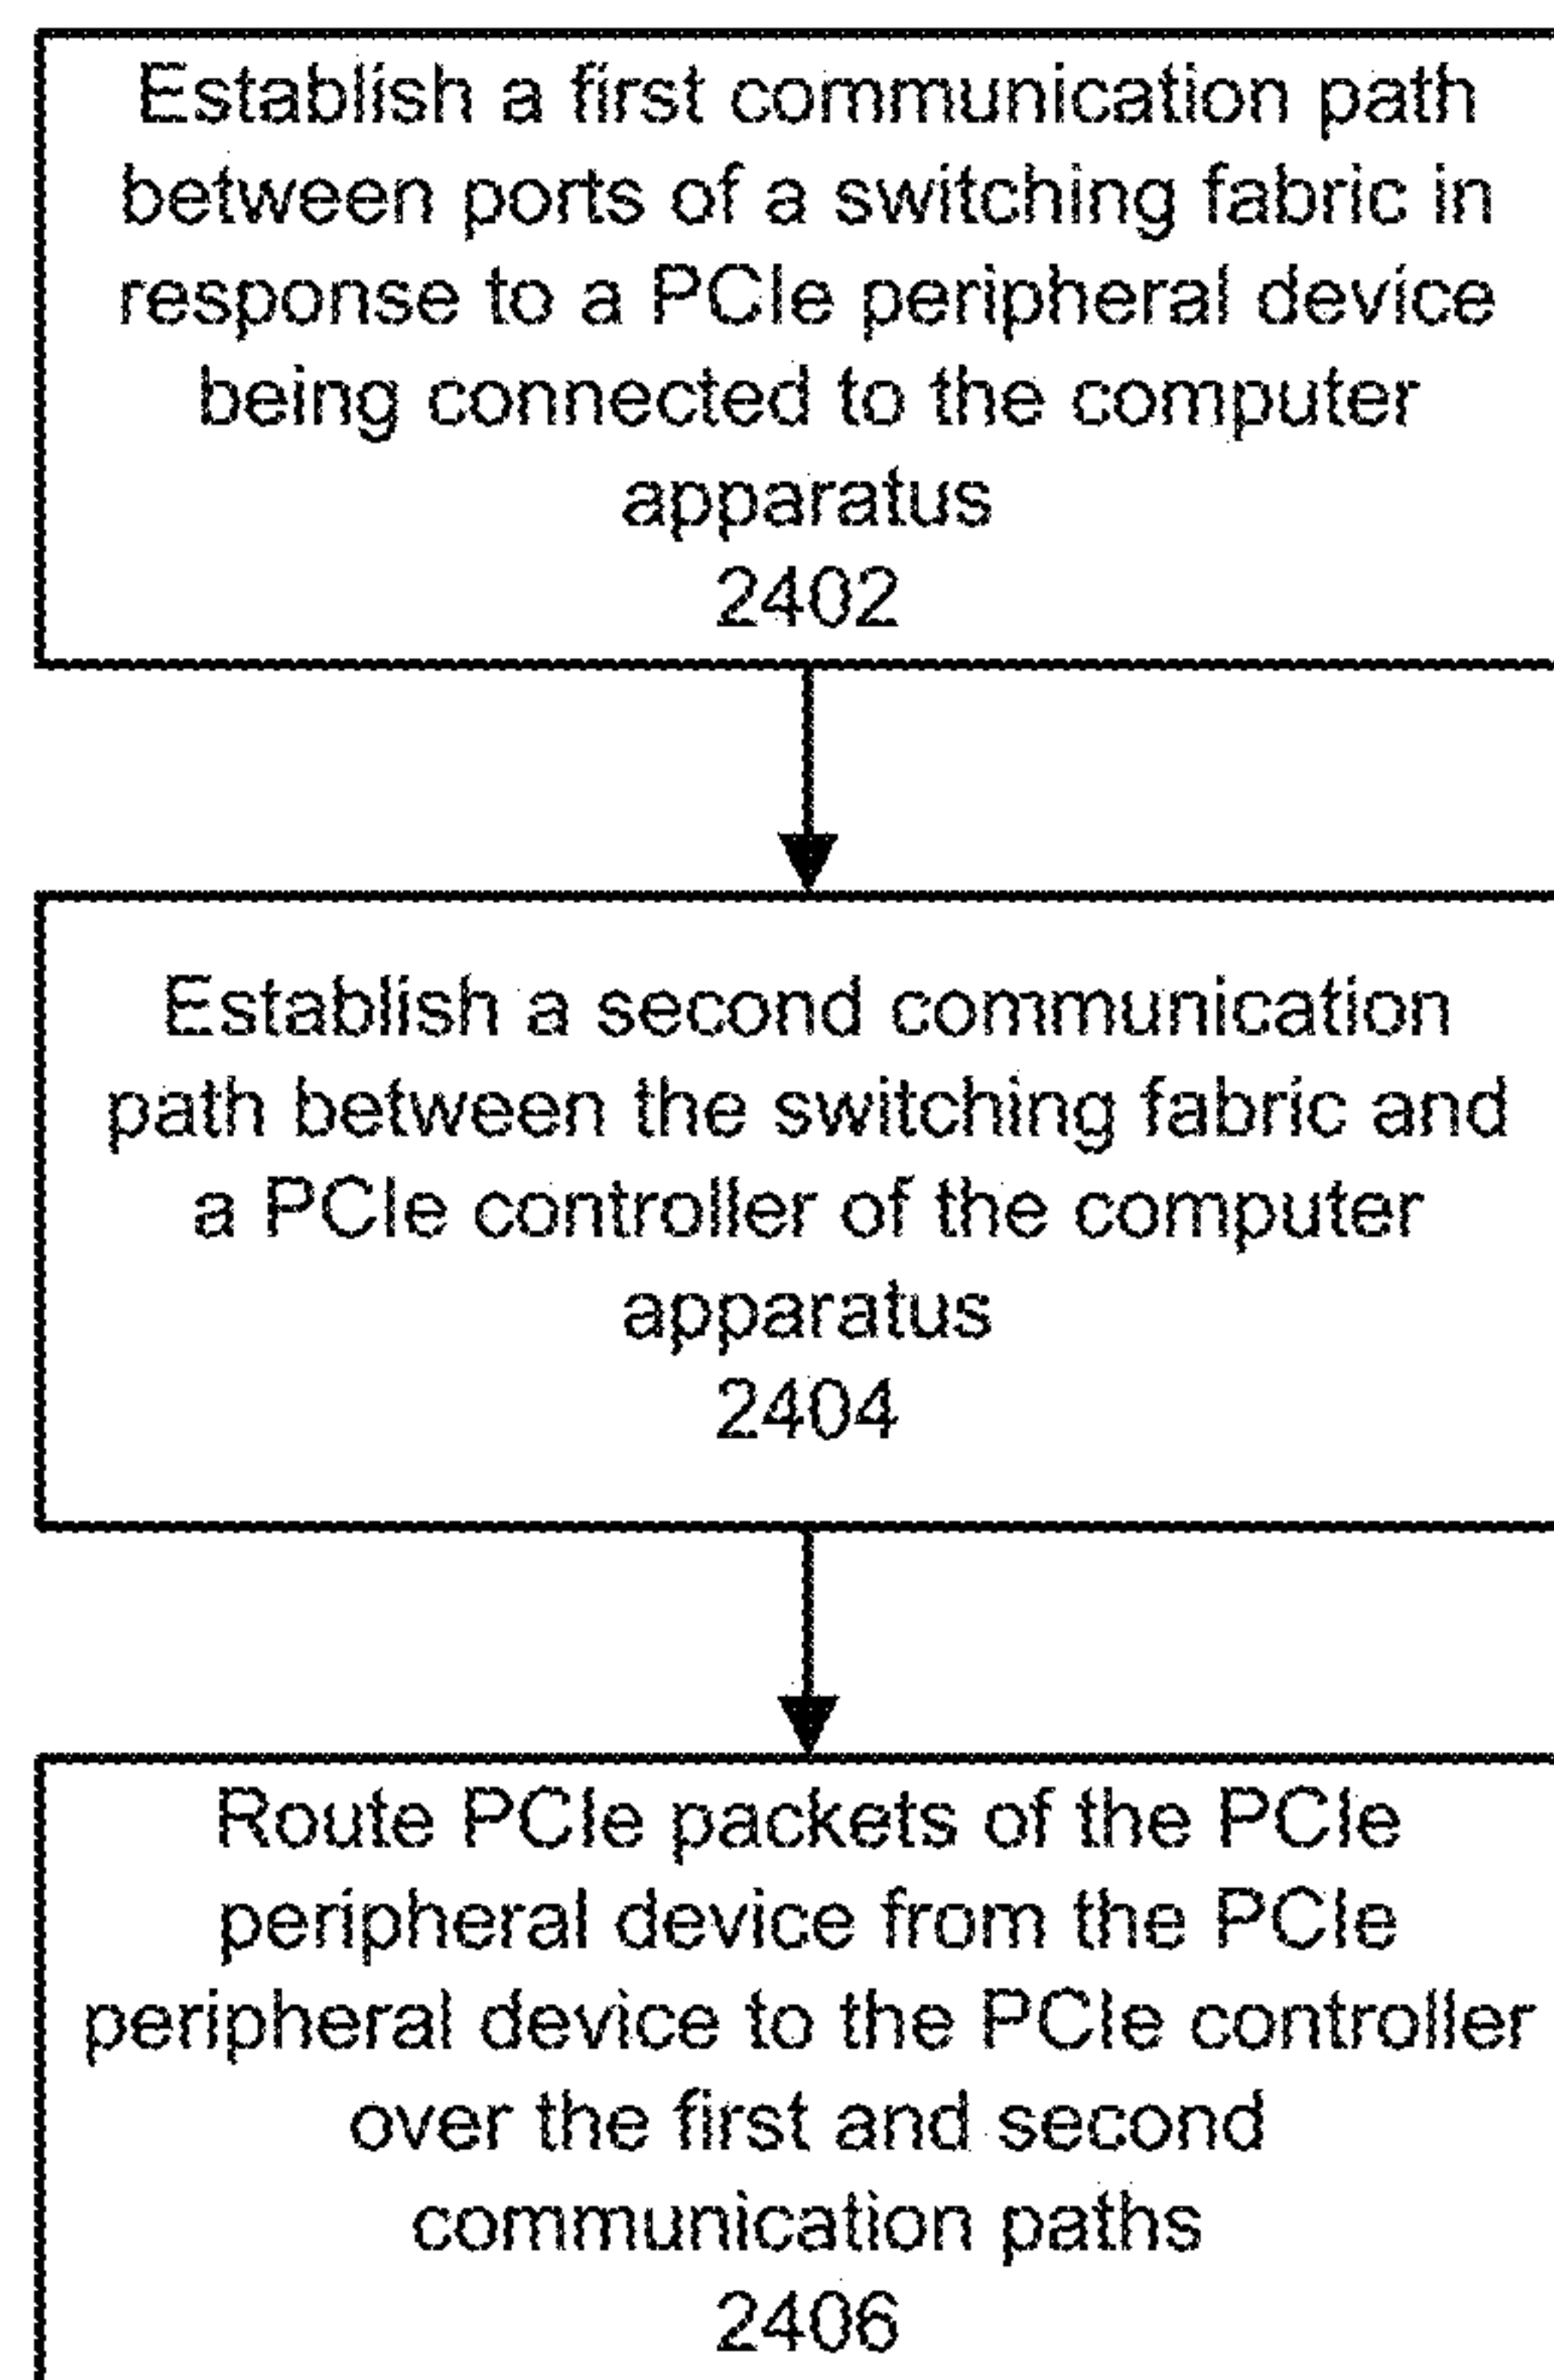 Establish a first communication path
between ports of a switching fabric in
response to a PCIe peripheral device
being connected to the computer
apparatus
2402
Establish a second communication
path between the switching fabric and
a PCIe controller of the computer
apparatus
2404
Route PCIe packets of the PCIe
peripheral device from the PCIe
peripheral device to the PCIe controller
over the first and second
communication paths
2406